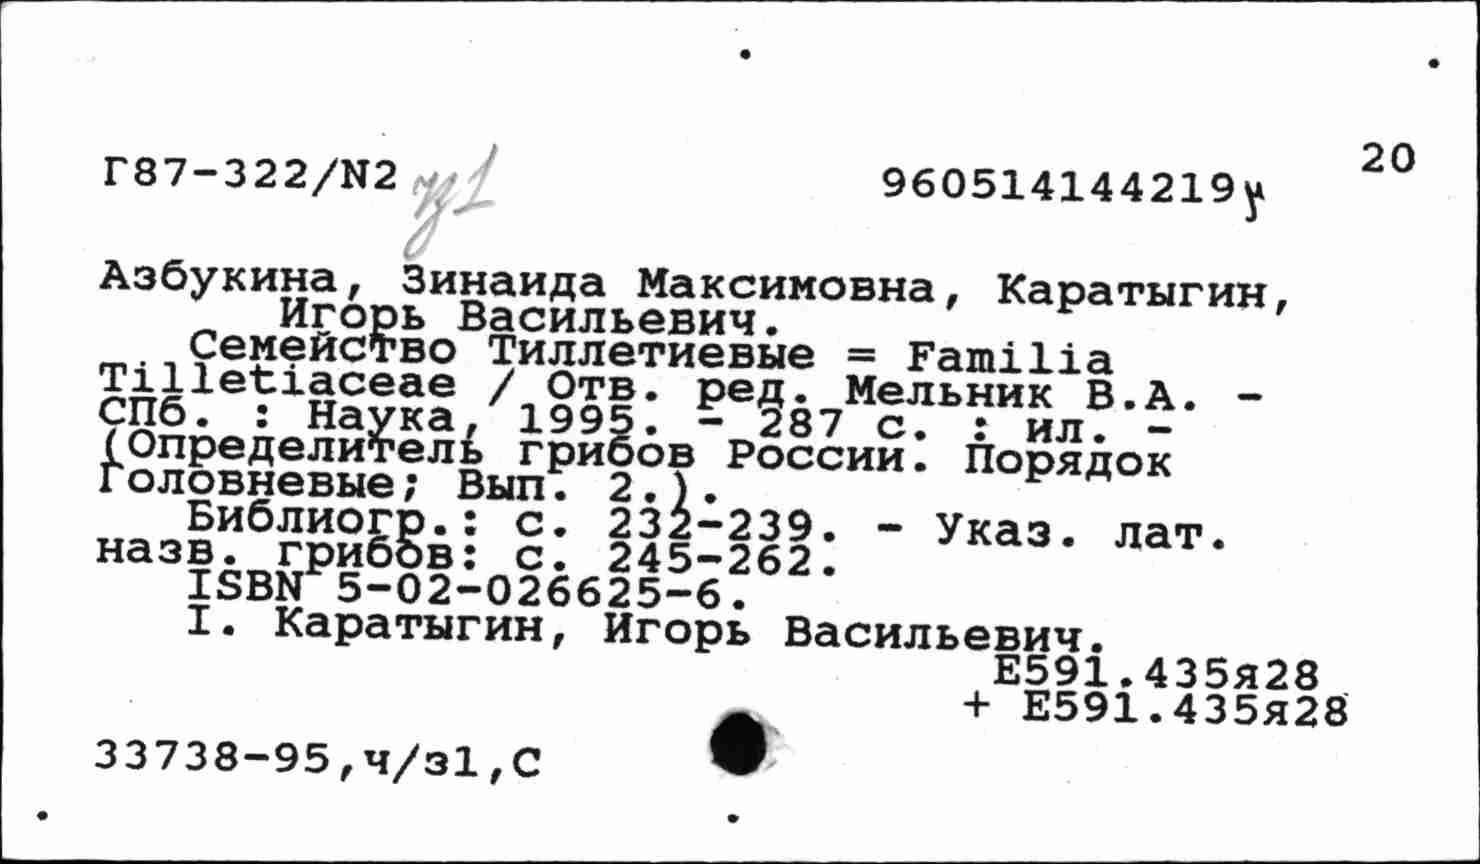 20
Г87-322/N2 чз1 960514144219у
Азбукина, Зинаида Максимовна, Каратыгин,
Игорь Васильевич.
Семейство Тиллетиевые = Familia
Tilletiaceae / Отв. ред. Мельник В.А. -
СПб. : Наука, 1995. - 287 с. : ил. -
(Определитель грибов России. Порядок
Головневые; Вып. 2.).
Библиогр.: с. 232-239. - Указ. лат.
назв. грибов: с. 245-262.
ISBN 5-02-026625-6.
I. Каратыгин, Игорь Васильевич.
Е591.435я28
+ Е591.435я28
33738-95,ч/з1,С